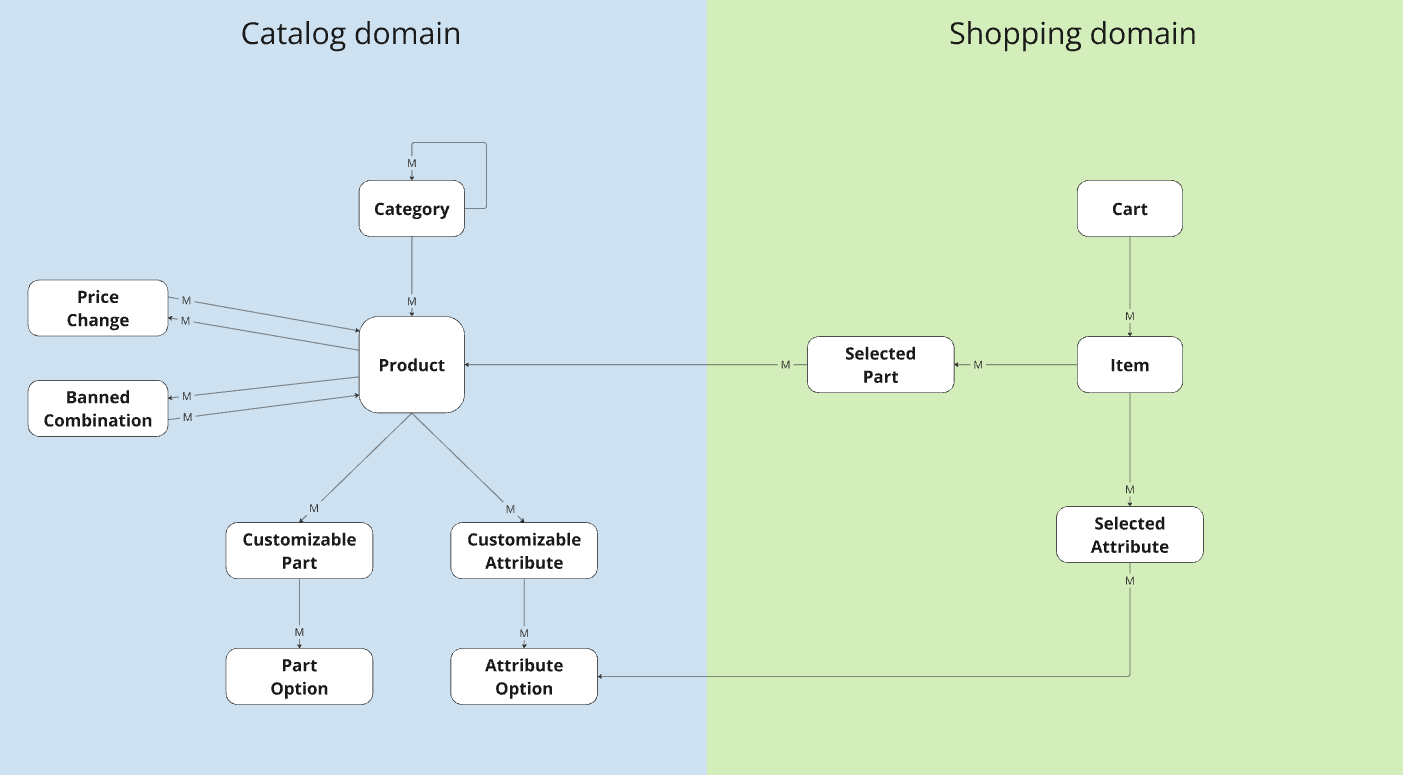 Catalog domain
Shopping domain
M
Category
Cart
Price
Change
M
M
M
M
Product
Selected
Part
M
M
Item
Banned
Combination
M
M
M
M
M
Customizable
Part
Customizable
Attribute
Selected
Attribute
M
M
M
Part
Option
Attribute
Option